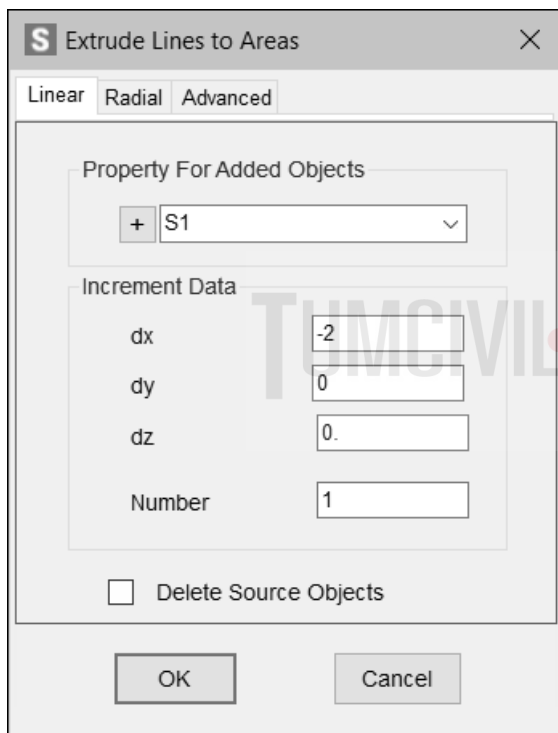 S Extrude Lines to Areas
Linear Radial Advanced
Property For Added Objects
+ S1
Increment Data
TUMCIVIL
dx -2
dy 0
dz 0.
Number 1
Delete Source Objects
OK Cancel